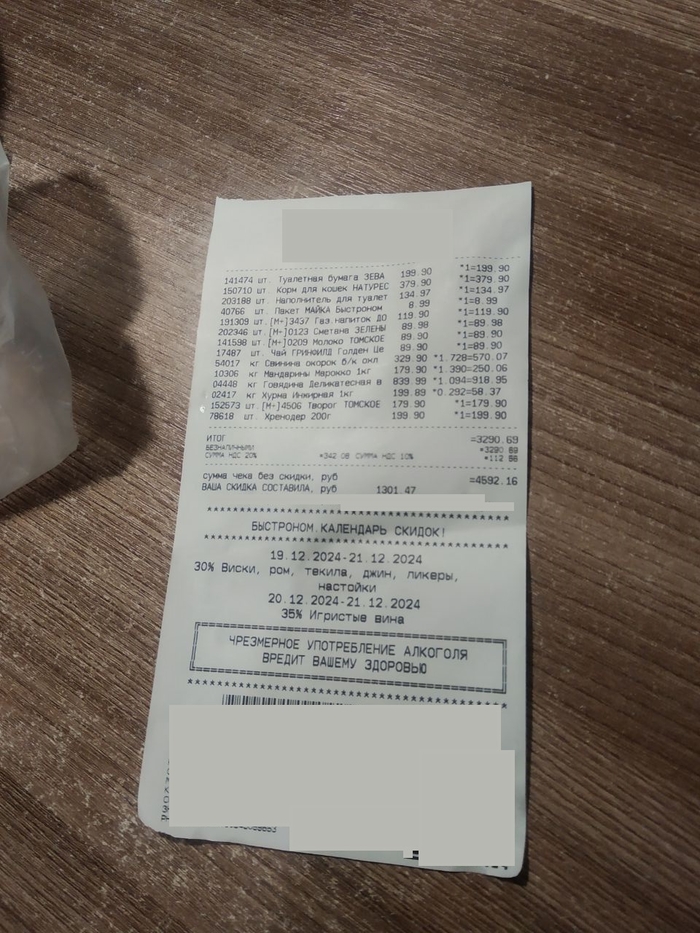 141474 шт. Туалетная бумага ЗЕВА 199.90 *1=199.90
150710 шт. Корм для кошек НАТУРЕС 379.90 *1=379.90
203188 шт. Наполнитель для туалет 134.97 *1=134.97
40766 шт. Пакет МАЙКА Быстроном 8.99 *1=8.99
191309 шт.[М+]3437 Газ.напиток ДО 119.90 *1=119.90
202346 шт.[М+]0123 Сметана ЗЕЛЕНЫ 89.98 *1=89.98
141598 шт.[М+]0209 Молоко ТОМСКОЕ 89.90 *1=89.90
17487 шт. Чай ГРИНФИЛД Голден Це 89.90 *1=89.90
54017 кг Свинина окорок б/к охл 329.90 *1.728=570.07
10306 кг Мандарины Марокко 1кг 179.90 *1.390=250.06
04448 кг Говядина Деликатесная в 839.99 *1.094=918.95
02417 кг Хурма Инжирная 1кг 199.89 *0.292=58.37
152573 шт.[М+]4506 Творог ТОМСКОЕ 179.90 *1=179.90
78618 шт. Хренодер 200г 199.90 *1=199.90
ИТОГ =3290.69
БЕЗНАЛИЧНЫМИ *3290.69
СУММА НДС 20% *342.08 СУММА НДС 10%
сумма чека без скидки, руб =4592.16
ВАША СКИДКА СОСТАВИЛА, руб 1301.47
БЫСТРОНОМ.КАЛЕНДАРЬ СКИДОК!
19.12.2024-21.12.2024
30% Виски, ром, текила, джин, ликеры,
настойки
20.12.2024-21.12.2024
35% Игристые вина
ЧРЕЗМЕРНОЕ УПОТРЕБЛЕНИЕ АЛКОГОЛЯ
ВРЕДИТ ВАШЕМУ ЗДОРОВЬЮ